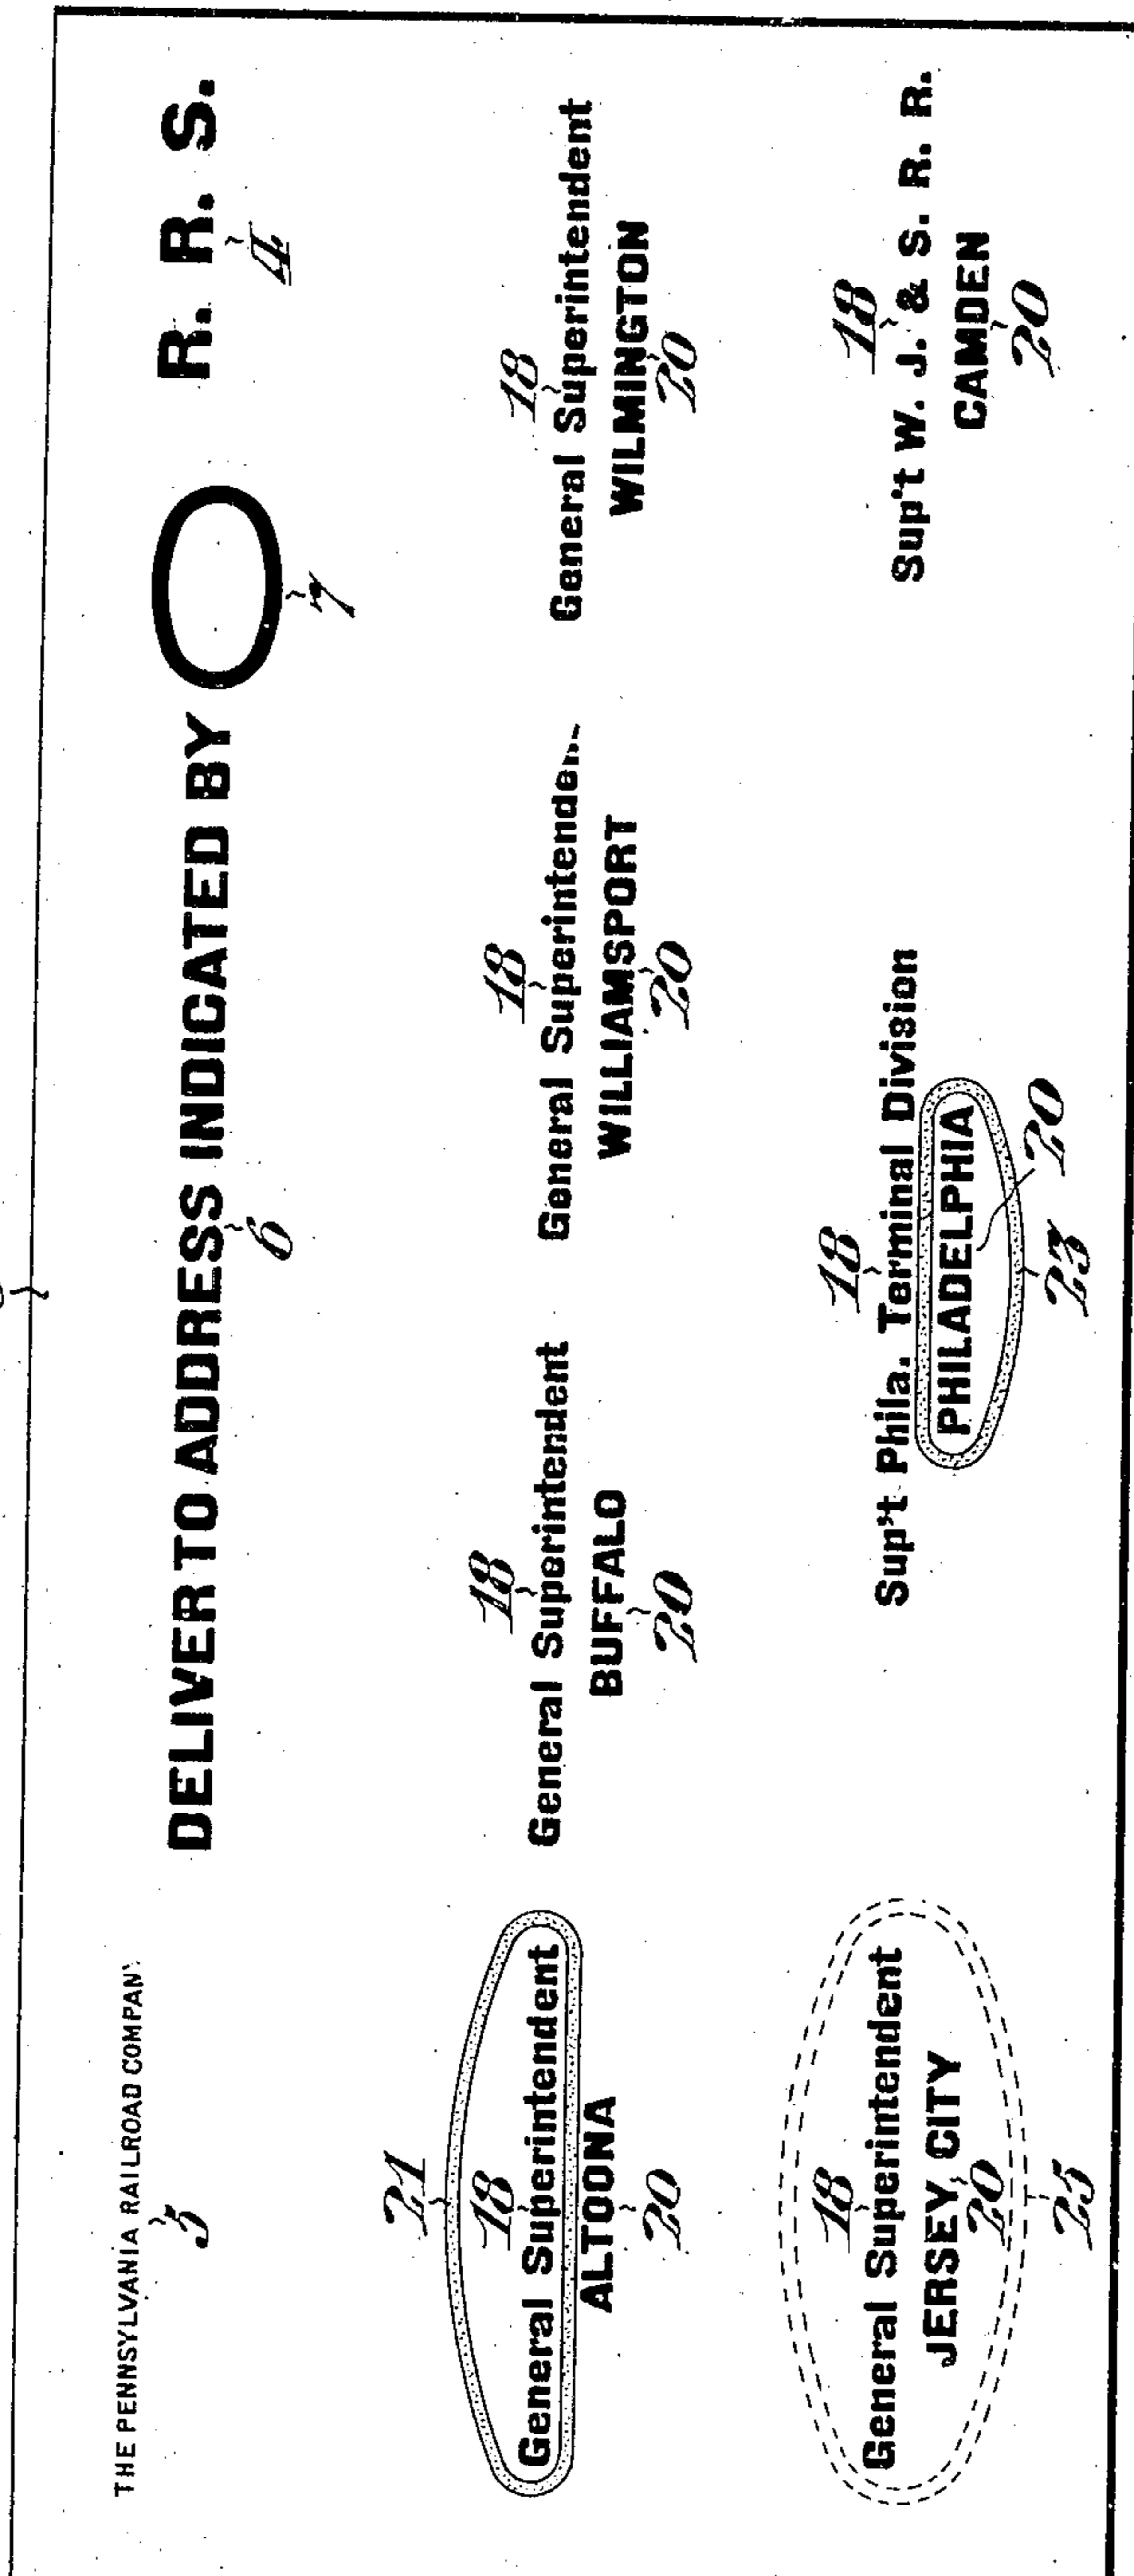 THE PENNSYLVANIA RAILROAD COMPANY
5
DELIVER TO ADDRESS INDICATED BY
6
7
R. R. S.
4
21
18
General Superintendent
ALTOONA
20
18
General Superintendent
BUFFALO
20
18
General Superintendent
WILLIAMSPORT
20
18
General Superintendent
WILMINGTON
20
18
General Superintendent
JERSEY CITY
20
25
18
Sup't Phila. Terminal Division
PHILADELPHIA
20
23
18
Sup't W. J. & S. R. R.
CAMDEN
20